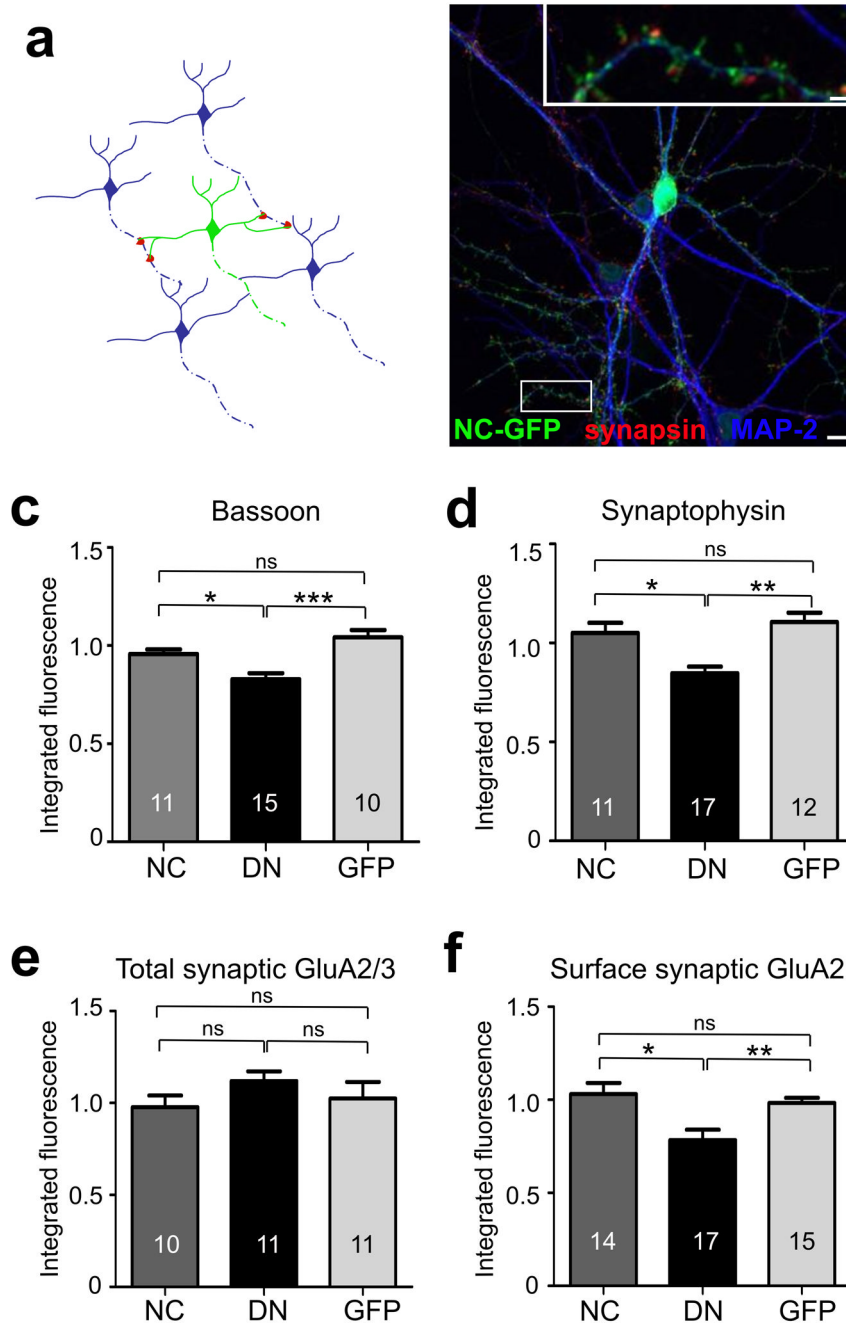 a
NC-GFP synapsin MAP-2
c
Bassoon
Integrated fluorescence
1.5
1.0
0.5
0
ns
* ***
11 15 10
NC DN GFP
d
Synaptophysin
Integrated fluorescence
1.5
1.0
0.5
0
ns
* **
11 17 12
NC DN GFP
e
Total synaptic GluA2/3
Integrated fluorescence
1.5
1.0
0.5
0
ns
ns ns
10 11 11
NC DN GFP
f
Surface synaptic GluA2
Integrated fluorescence
1.5
1.0
0.5
0
ns
* **
14 17 15
NC DN GFP